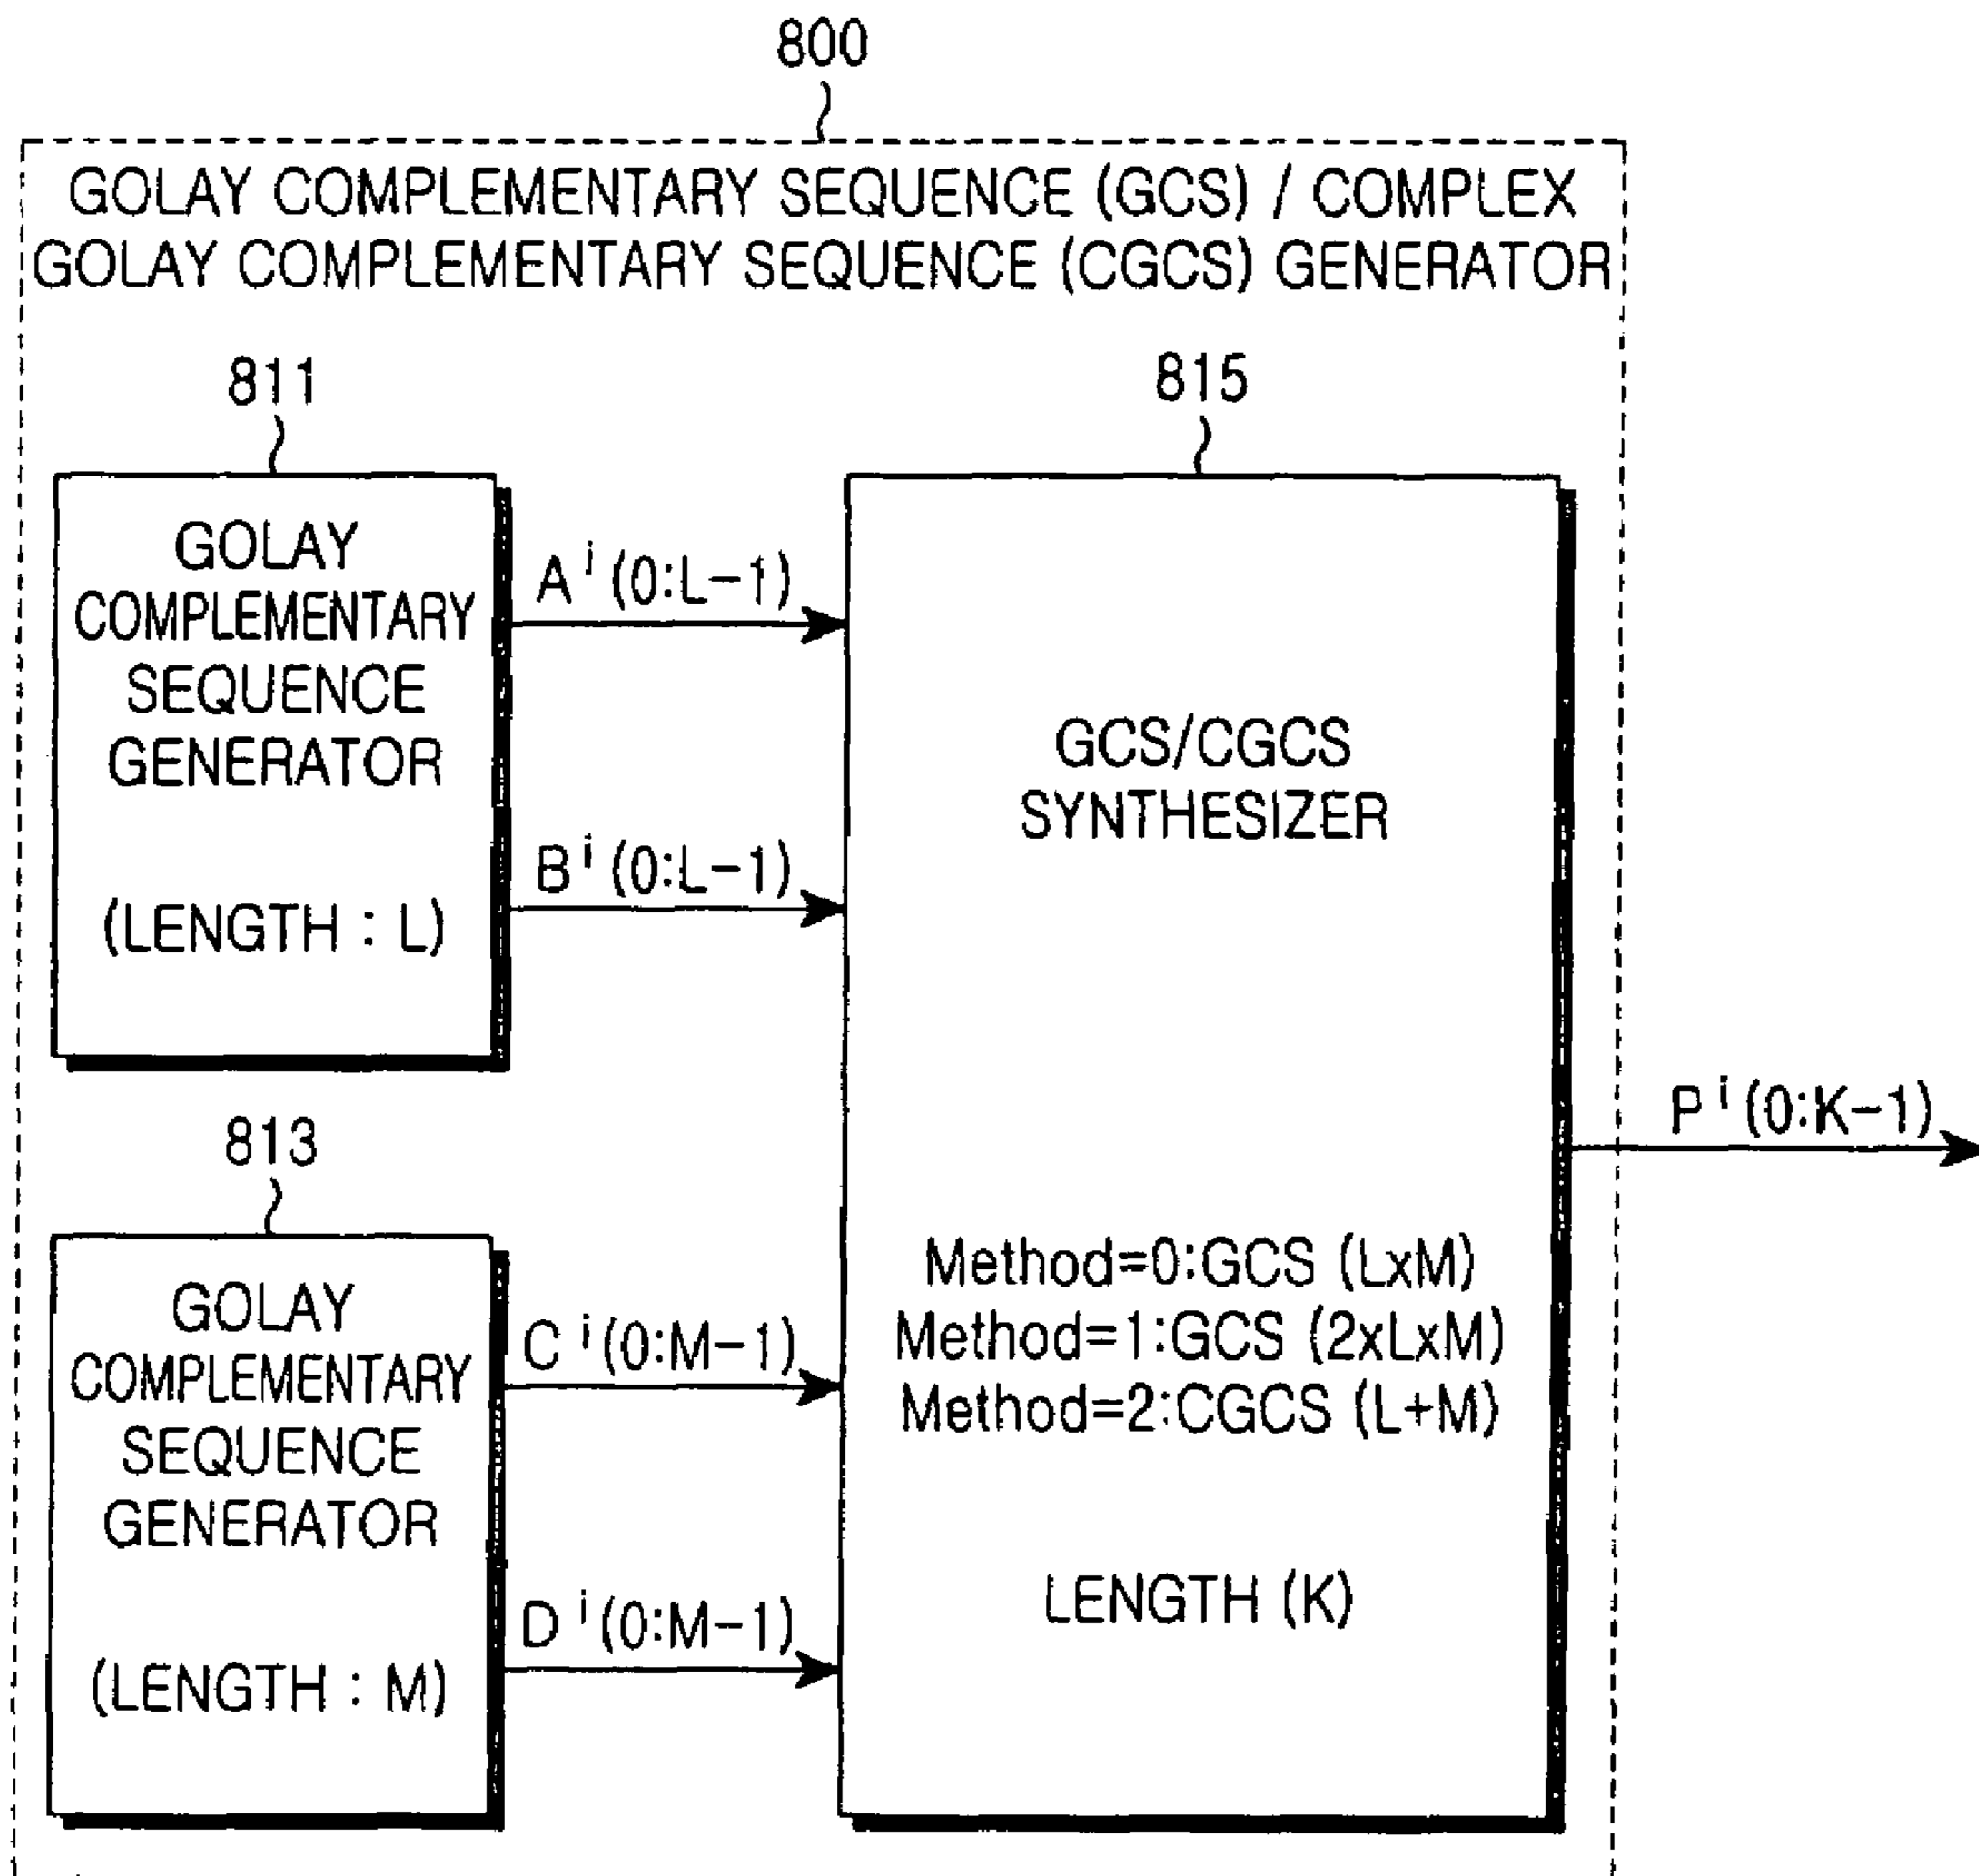 800
GOLAY COMPLEMENTARY SEQUENCE (GCS) / COMPLEX
GOLAY COMPLEMENTARY SEQUENCE (CGCS) GENERATOR
811
GOLAY
COMPLEMENTARY
SEQUENCE
GENERATOR
(LENGTH : L)
A^i (0:L-1)
B^i (0:L-1)
813
GOLAY
COMPLEMENTARY
SEQUENCE
GENERATOR
(LENGTH : M)
C^i (0:M-1)
D^i (0:M-1)
815
GCS/CGCS
SYNTHESIZER
Method=0:GCS (LxM)
Method=1:GCS (2xLxM)
Method=2:CGCS (L+M)
LENGTH (K)
P^i (0:K-1)